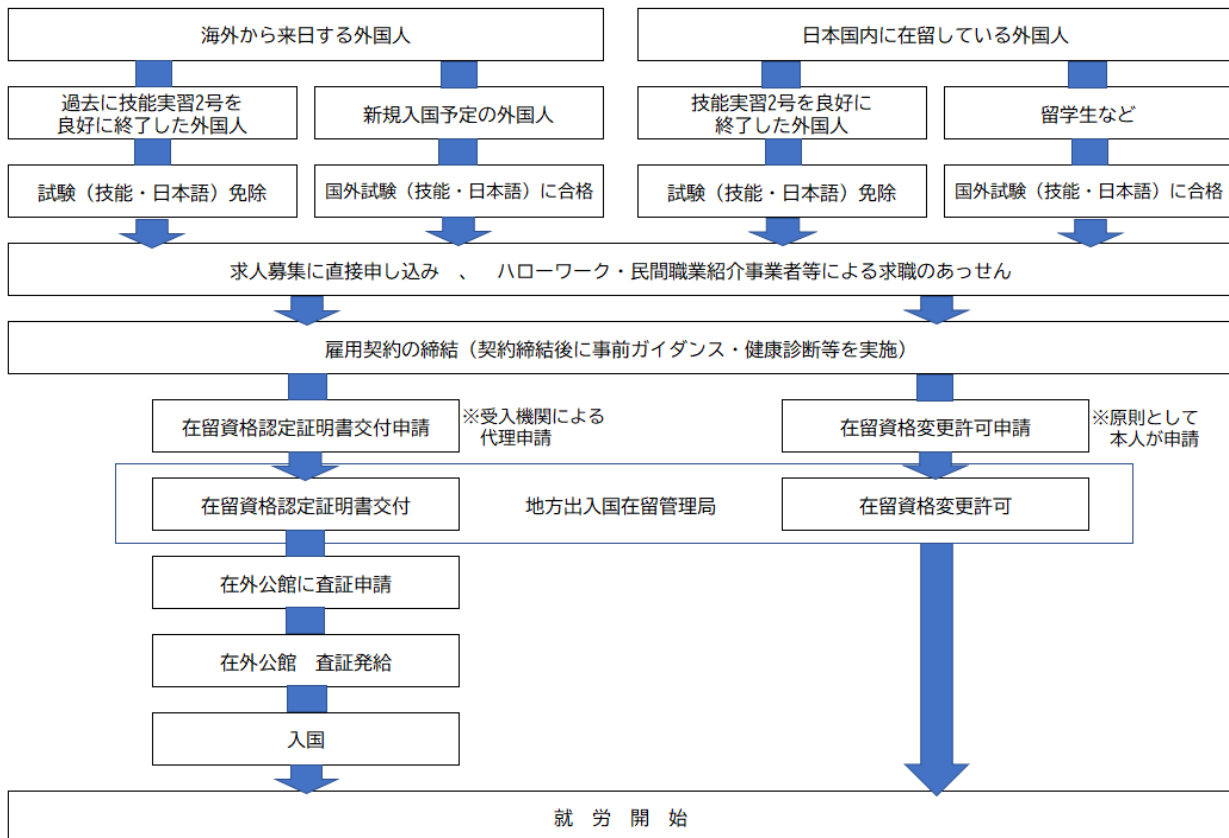 海外から来日する外国人
日本国内に在留している外国人
過去に技能実習2号を
良好に終了した外国人
新規入国予定の外国人
技能実習2号を良好に
終了した外国人
留学生など
試験（技能・日本語）免除
国外試験（技能・日本語）に合格
試験（技能・日本語）免除
国外試験（技能・日本語）に合格
求人募集に直接申し込み　、　ハローワーク・民間職業紹介事業者等による求職のあっせん
雇用契約の締結（契約締結後に事前ガイダンス・健康診断等を実施）
在留資格認定証明書交付申請
※受入機関による
代理申請
在留資格変更許可申請
※原則として
本人が申請
在留資格認定証明書交付
地方出入国在留管理局
在留資格変更許可
在外公館に査証申請
在外公館　査証発給
入国
就　労　開　始